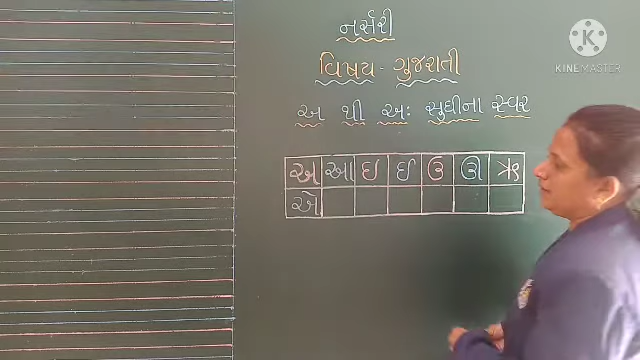 નર્સરી
વિષય - ગુજરાતી
અ થી અઃ સુધીના સ્વર
અ આ ઇ ઈ ઉ ઊ ઋ
એ
KINEMASTER